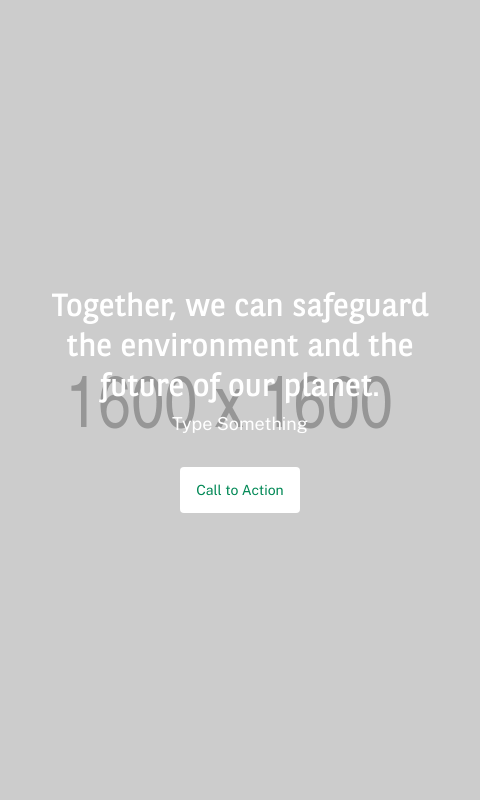 Together, we can safeguard
the environment and the
future of our planet.
1600 x 1600
Type Something
Call to Action